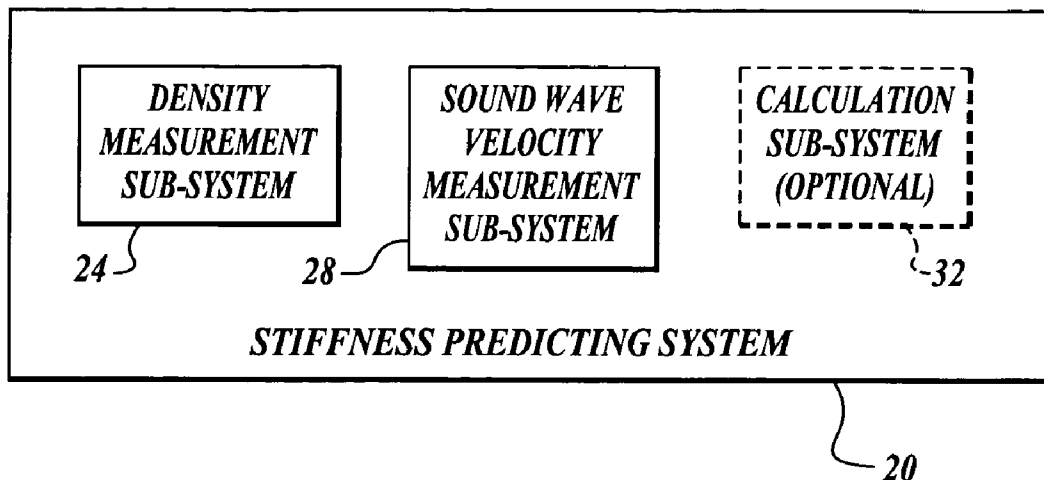 DENSITY
MEASUREMENT
SUB-SYSTEM
24
SOUND WAVE
VELOCITY
MEASUREMENT
SUB-SYSTEM
28
CALCULATION
SUB-SYSTEM
(OPTIONAL)
32
STIFFNESS PREDICTING SYSTEM
20